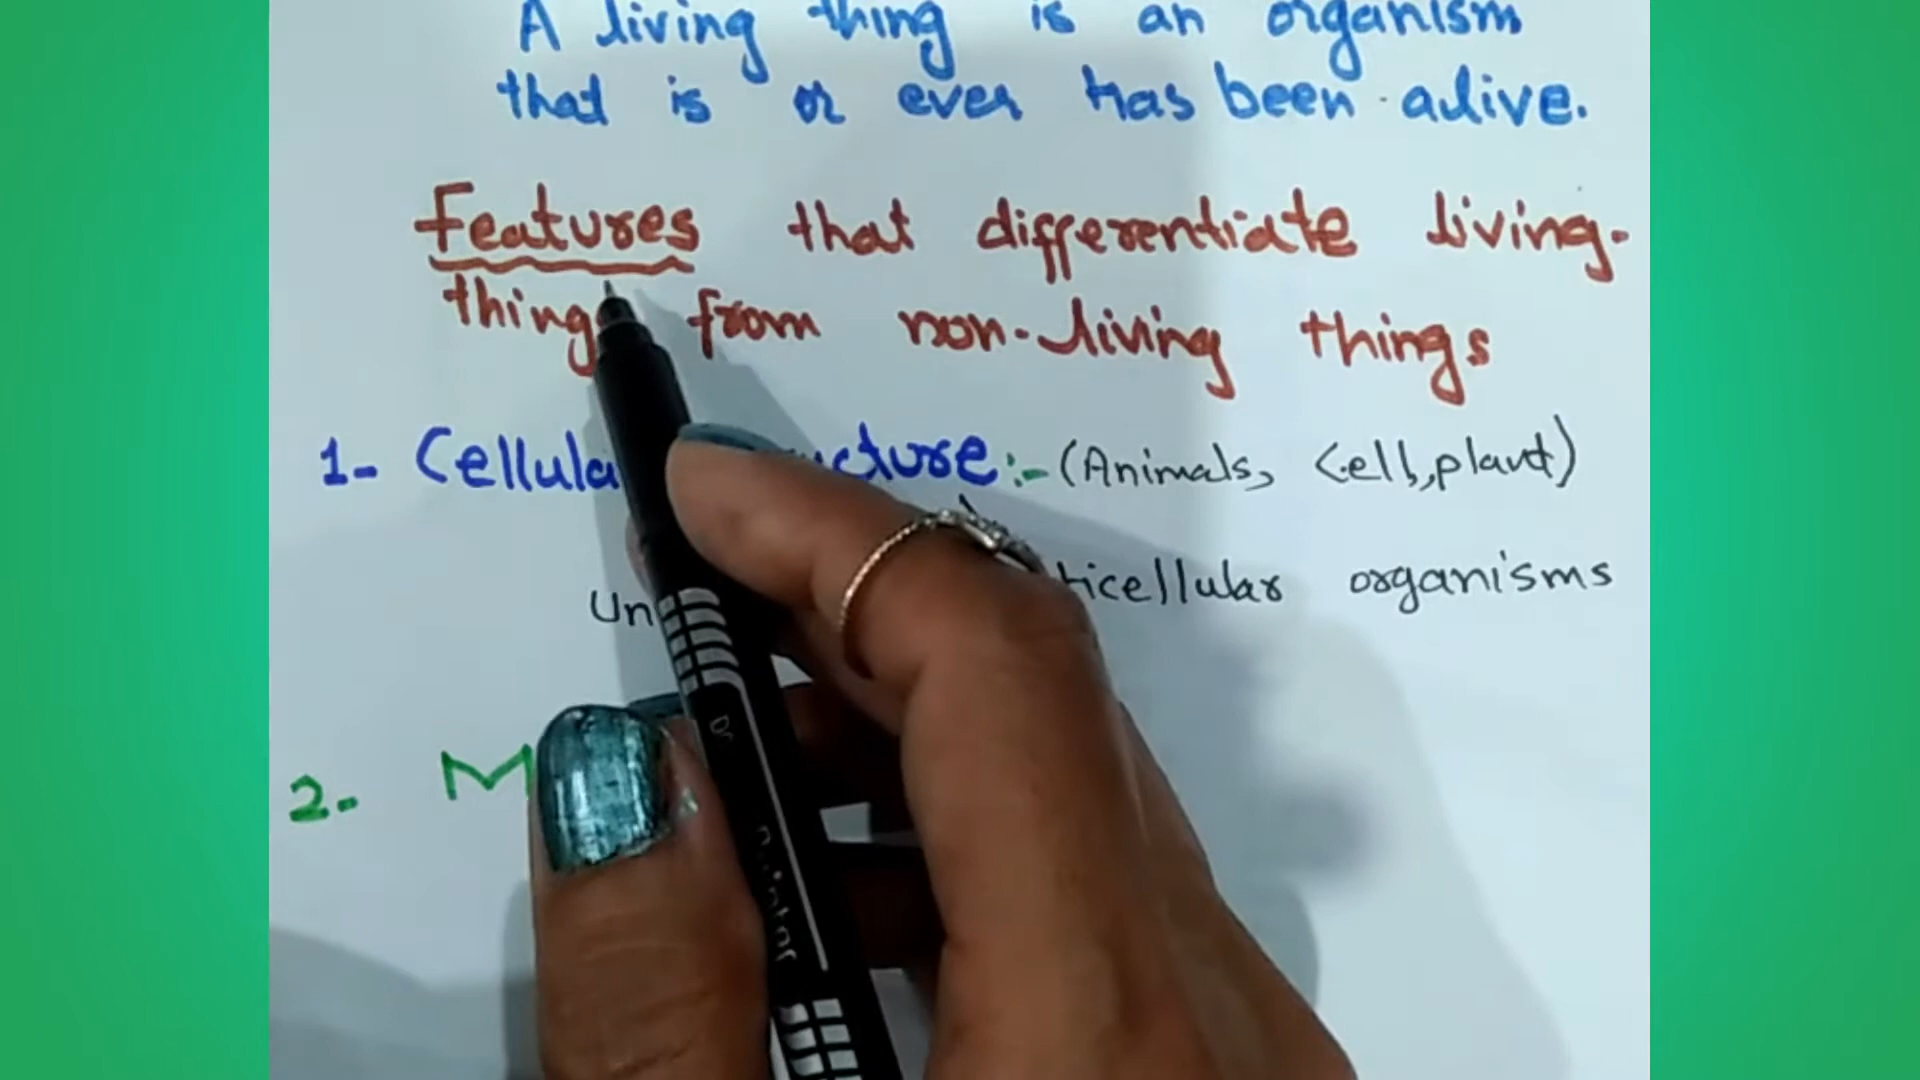 A living thing is an organism
that is or ever has been alive.
Features that differentiate living-
things from non-living things
1- Cellula ucture:- (Animals, Cell, plant)
Un ticellular organisms
2- M